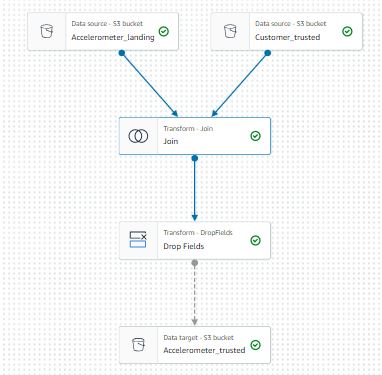 Data source - S3 bucket
Accelerometer_landing
Data source - S3 bucket
Customer_trusted
Transform - Join
Join
Transform - DropFields
Drop Fields
Data target - S3 bucket
Accelerometer_trusted